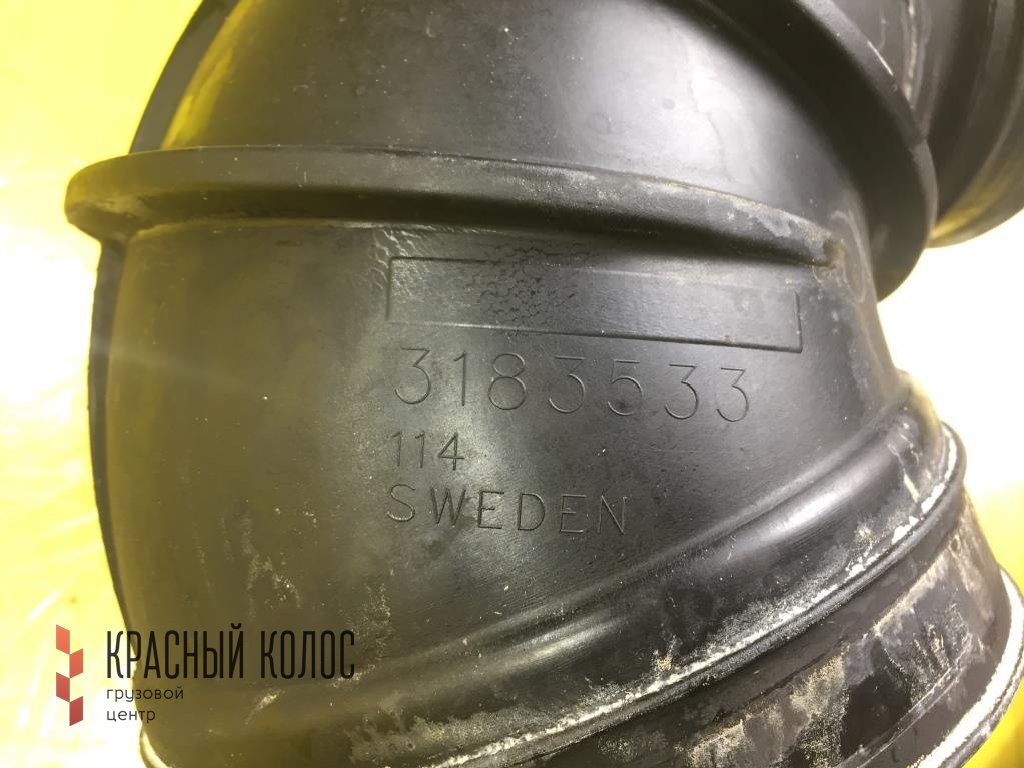 3183533
114
SWEDEN
КРАСНЫЙ КОЛОС
грузовой
центр